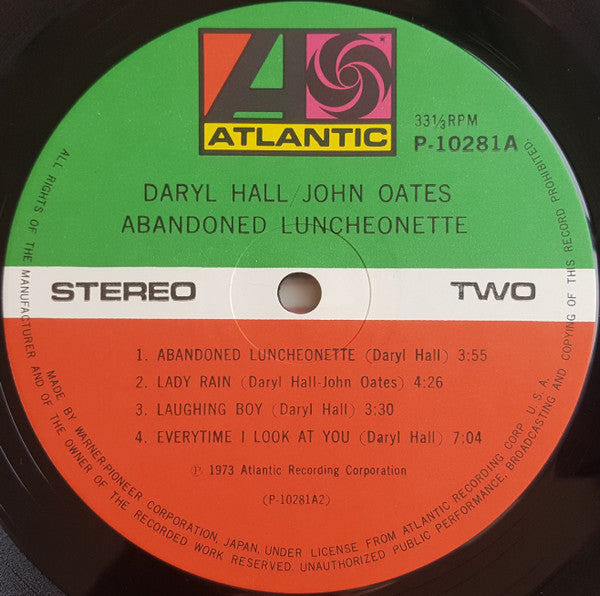 ATLANTIC
33⅓RPM
P-10281A
DARYL HALL/JOHN OATES
ABANDONED LUNCHEONETTE
STEREO
TWO
1. ABANDONED LUNCHEONETTE (Daryl Hall) 3:55
2. LADY RAIN (Daryl Hall-John Oates) 4:26
3. LAUGHING BOY (Daryl Hall) 3:30
4. EVERYTIME I LOOK AT YOU (Daryl Hall) 7:04
℗ 1973 Atlantic Recording Corporation
(P-10281A2)
MADE BY WARNER-PIONEER CORPORATION, JAPAN, UNDER LICENSE FROM ATLANTIC RECORDING CORP. U.S.A.
ALL RIGHTS OF THE MANUFACTURER AND OF THE OWNER OF THE RECORDED WORK RESERVED. UNAUTHORIZED PUBLIC PERFORMANCE, BROADCASTING AND COPYING OF THIS RECORD PROHIBITED.